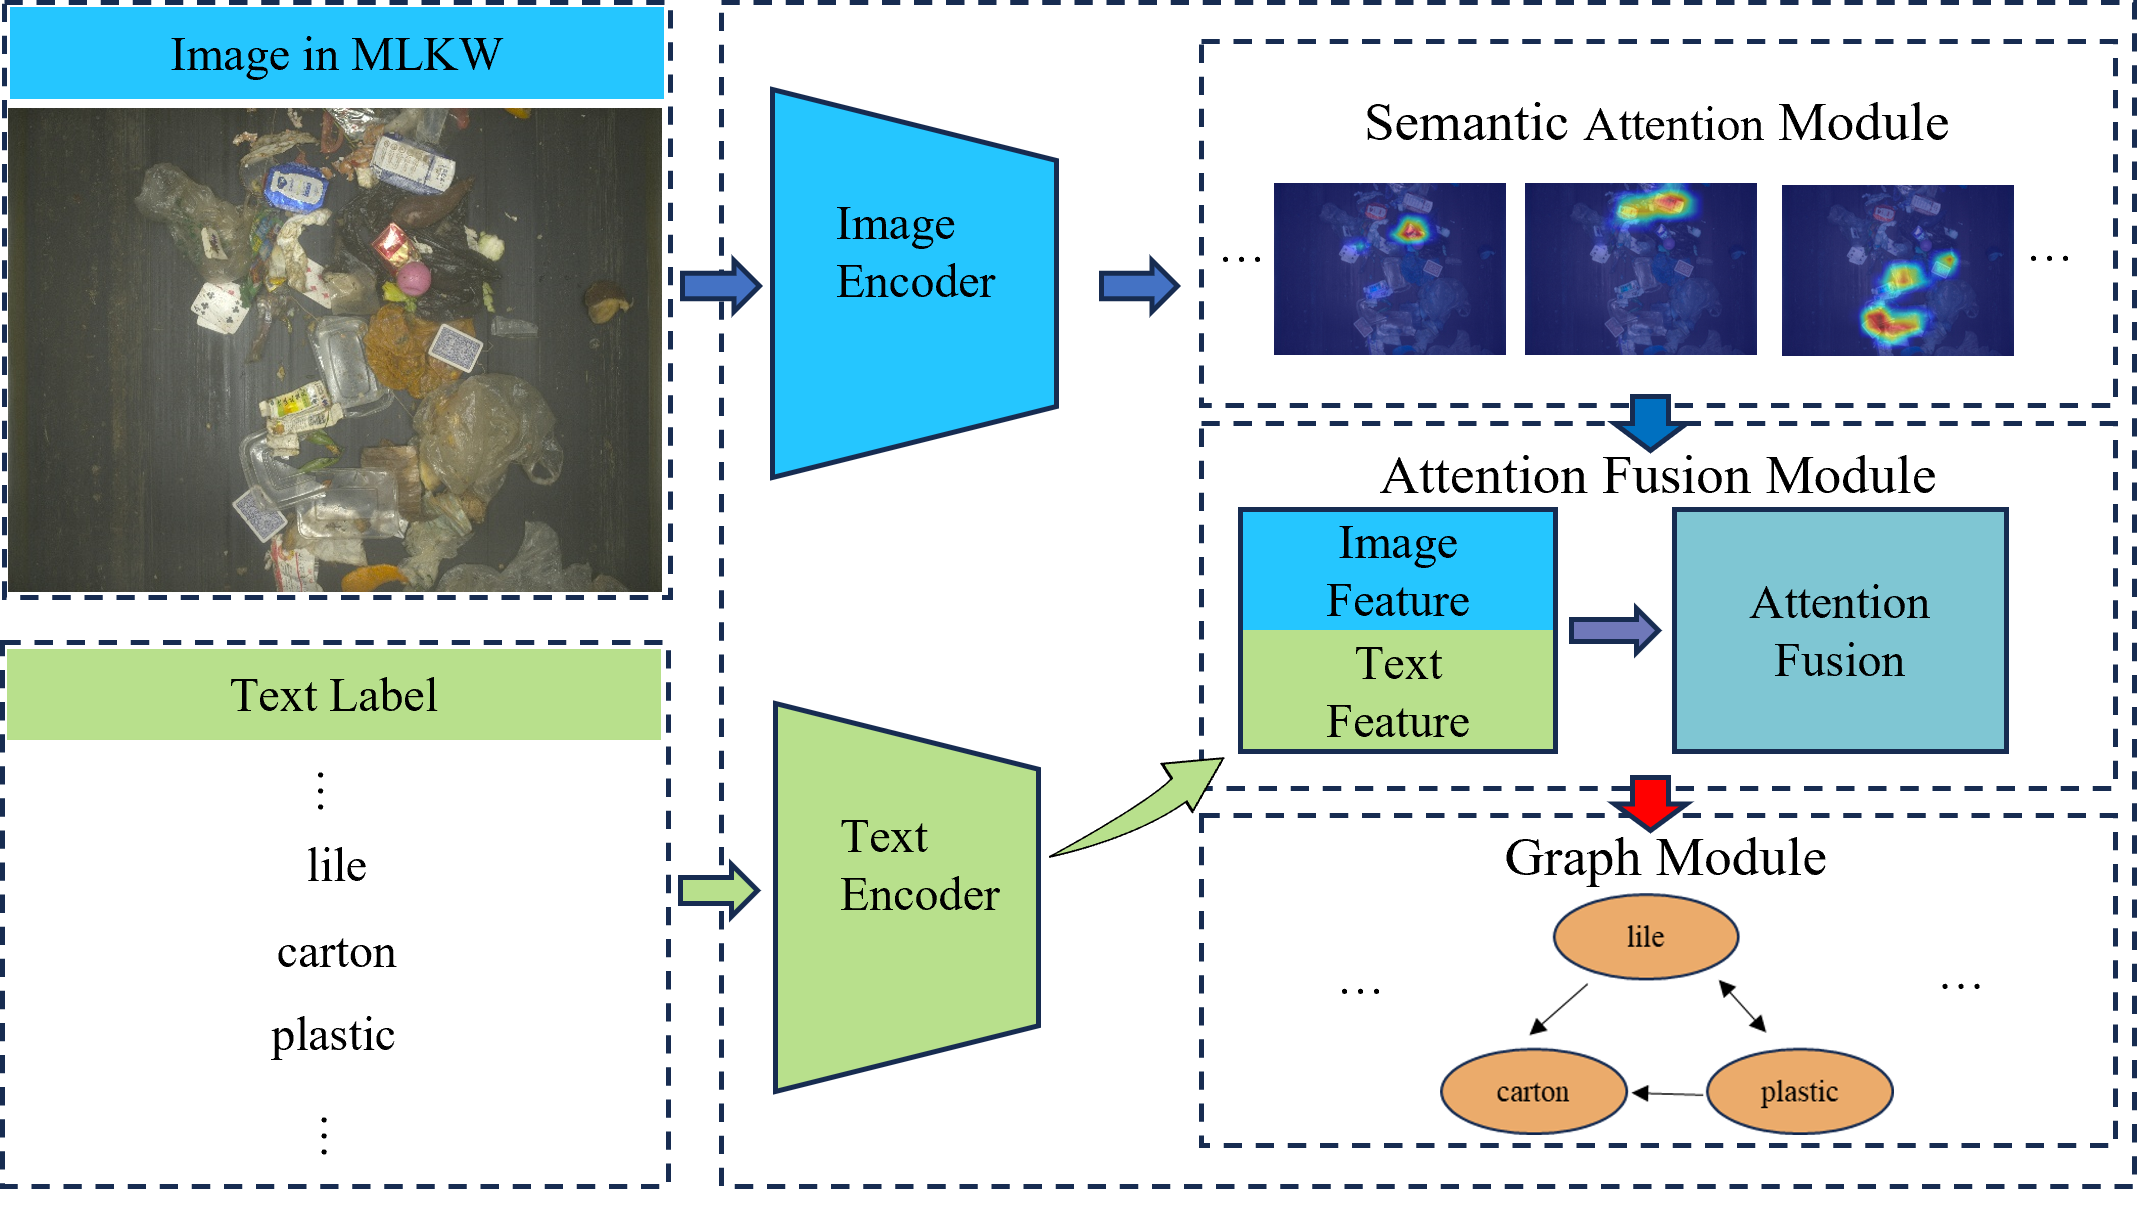 Image in MLKW
Text Label
⋮
lile
carton
plastic
⋮
Image
Encoder
Text
Encoder
Semantic Attention Module
…
…
Attention Fusion Module
Image
Feature
Text
Feature
Attention
Fusion
Graph Module
lile
…
…
carton
plastic